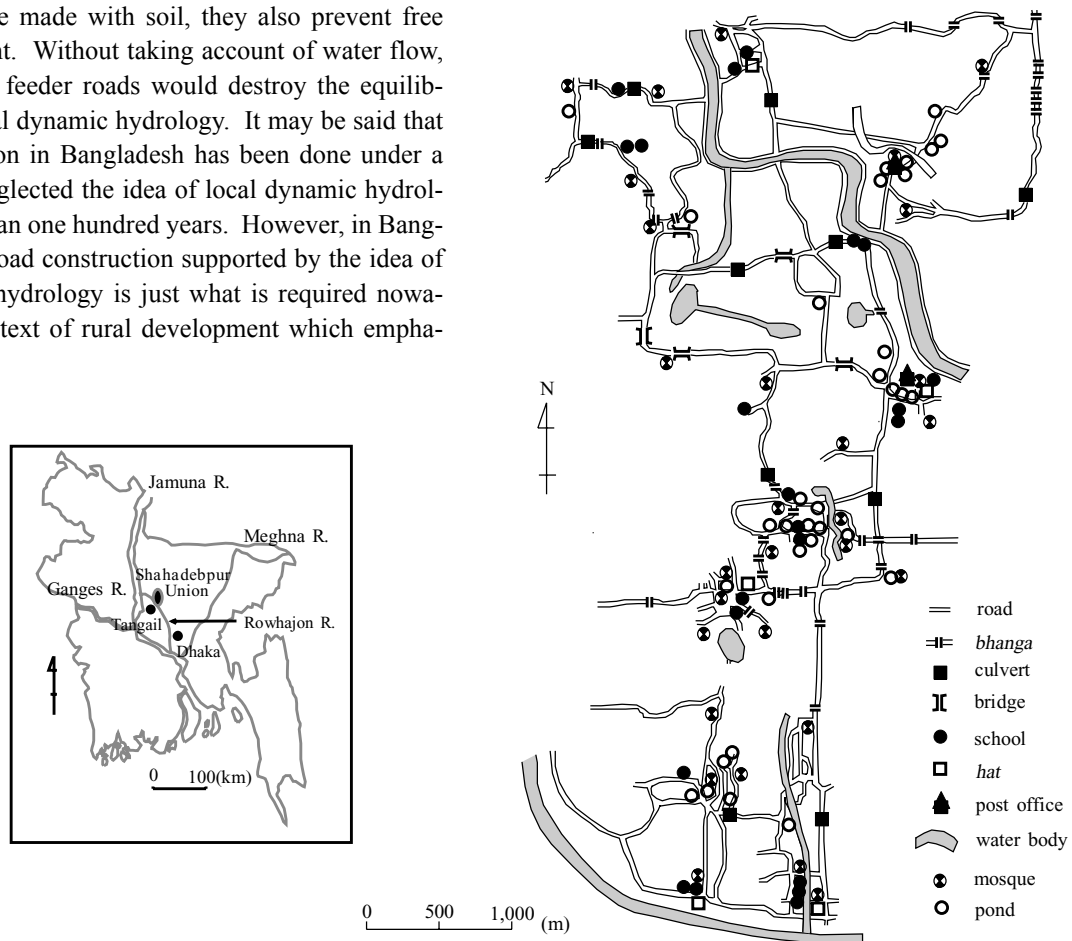 e made with soil, they also prevent free
nt. Without taking account of water flow,
feeder roads would destroy the equilib-
al dynamic hydrology. It may be said that
on in Bangladesh has been done under a
glected the idea of local dynamic hydrol-
an one hundred years. However, in Bang-
oad construction supported by the idea of
hydrology is just what is required nowa-
text of rural development which empha-
Jamuna R.
Meghna R.
Shahadebpur
Union
Ganges R.
Tangail
Rowhajon R.
Dhaka
0 100(km)
N
road
bhanga
culvert
bridge
school
hat
post office
water body
mosque
pond
0 500 1,000 (m)